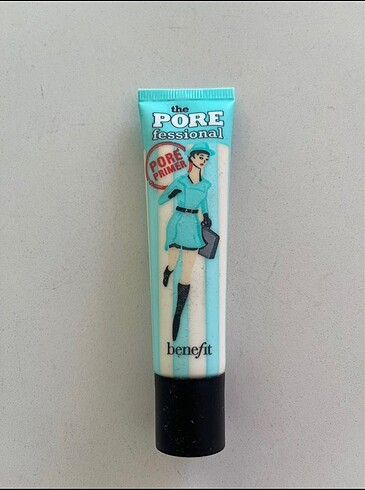 the
PORE
fessional
PORE
PRIMER
benefit